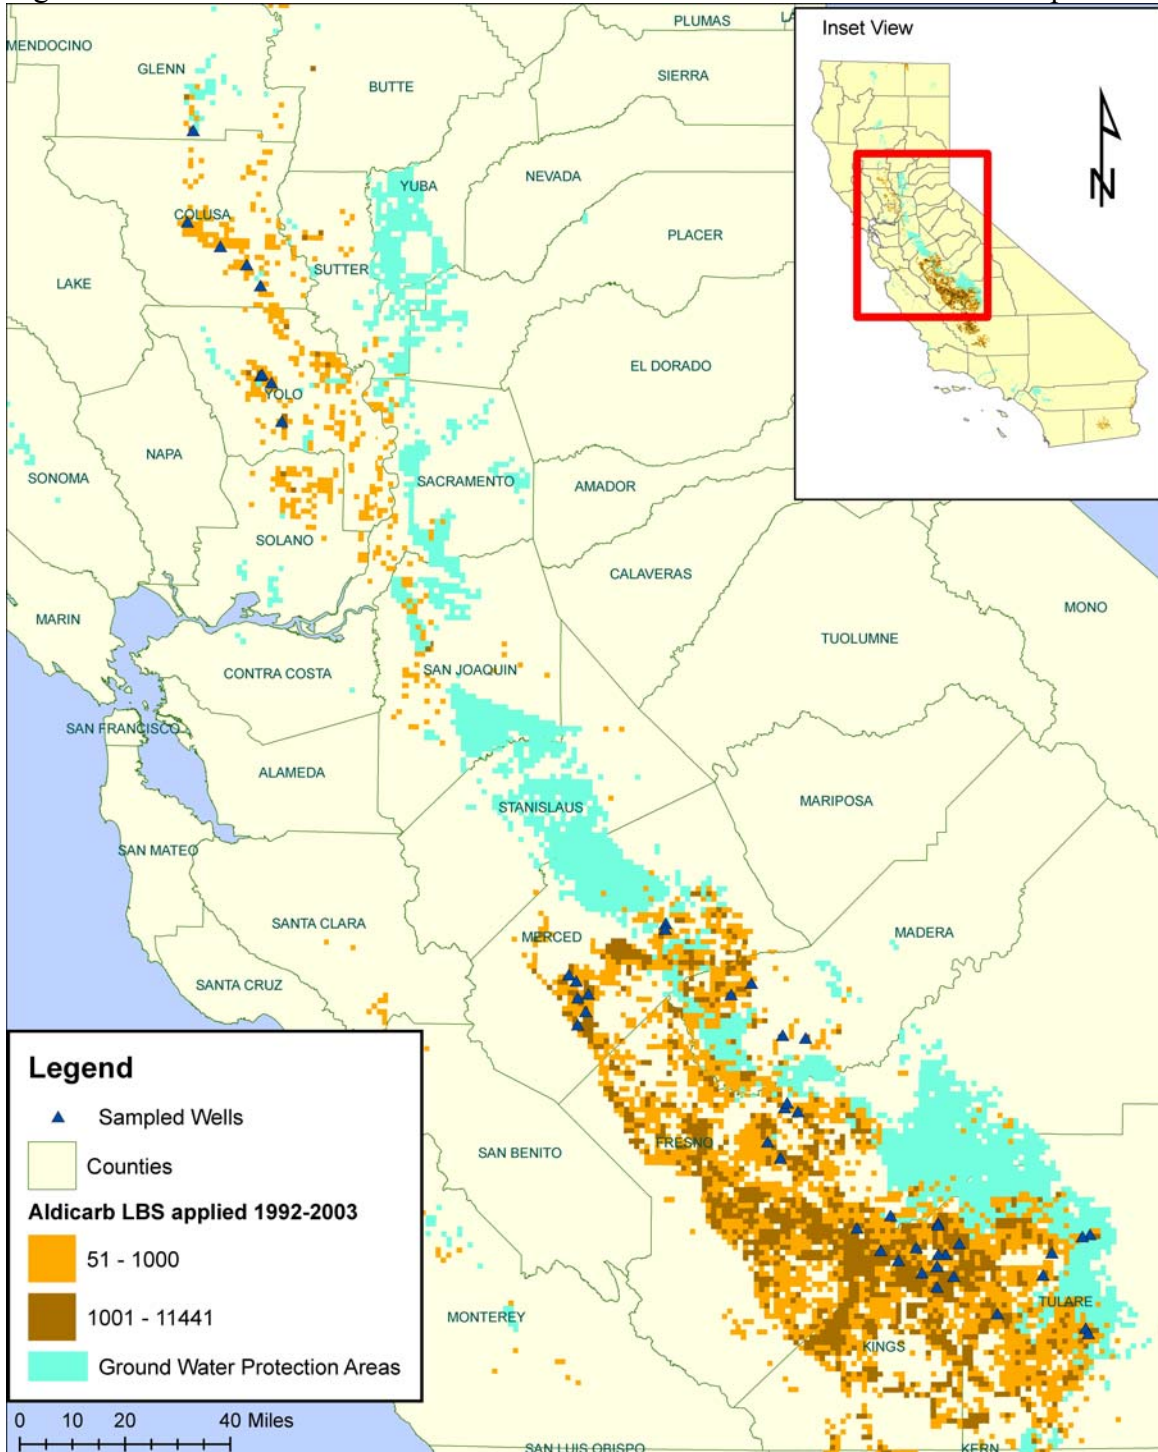 PLUMAS
LA
MENDOCINO
GLENN
BUTTE
SIERRA
Inset View
N
YUBA
NEVADA
COLUSA
PLACER
SUTTER
LAKE
EL DORADO
YOLO
NAPA
SONOMA
SACRAMENTO
AMADOR
SOLANO
CALAVERAS
MARIN
MONO
TUOLUMNE
CONTRA COSTA
SAN JOAQUIN
SAN FRANCISCO
ALAMEDA
MARIPOSA
STANISLAUS
SAN MATEO
SANTA CLARA
MERCED
MADERA
SANTA CRUZ
Legend
Sampled Wells
Counties
Aldicarb LBS applied 1992-2003
51 - 1000
1001 - 11441
Ground Water Protection Areas
FRESNO
SAN BENITO
TULARE
MONTEREY
KINGS
0 10 20 40 Miles
SAN LUIS OBISPO
KERN